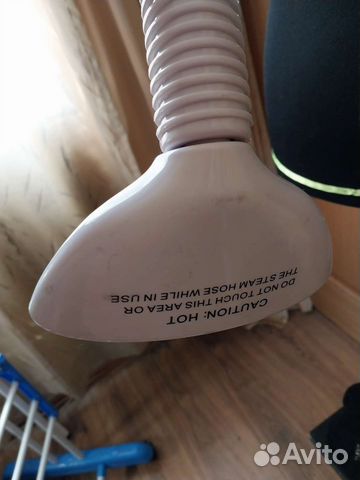 CAUTION: HOT
DO NOT TOUCH THIS AREA OR
THE STEAM HOSE WHILE IN USE
Avito